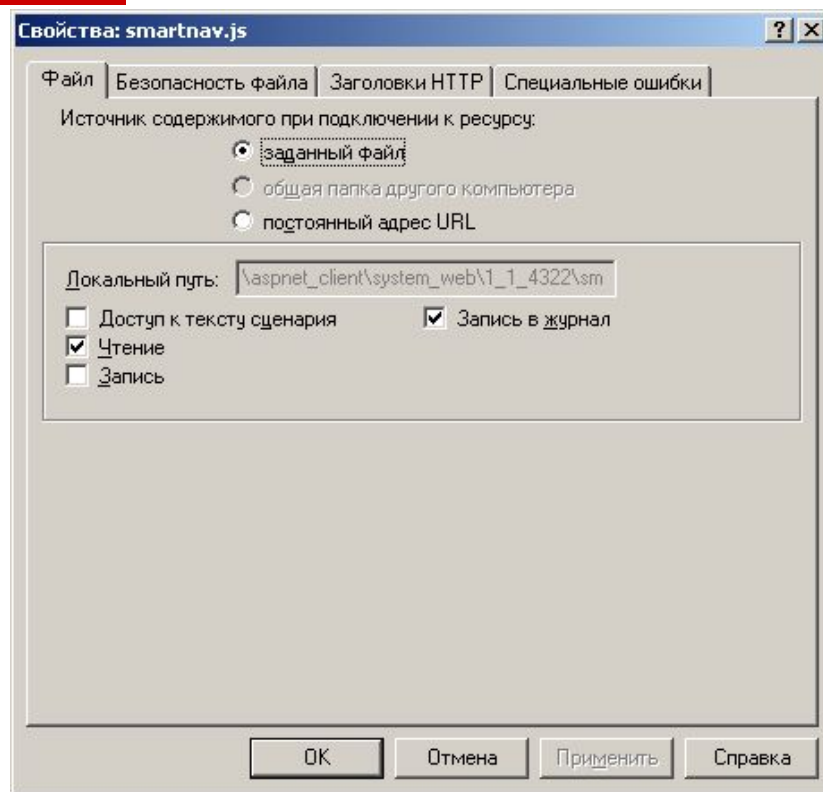 Свойства: smartnav.js
Файл Безопасность файла Заголовки HTTP Специальные ошибки
Источник содержимого при подключении к ресурсу:
заданный файл
общая папка другого компьютера
постоянный адрес URL
Локальный путь: \aspnet_client\system_web\1_1_4322\sm
Доступ к тексту сценария Запись в журнал
Чтение
Запись
OK Отмена Применить Справка